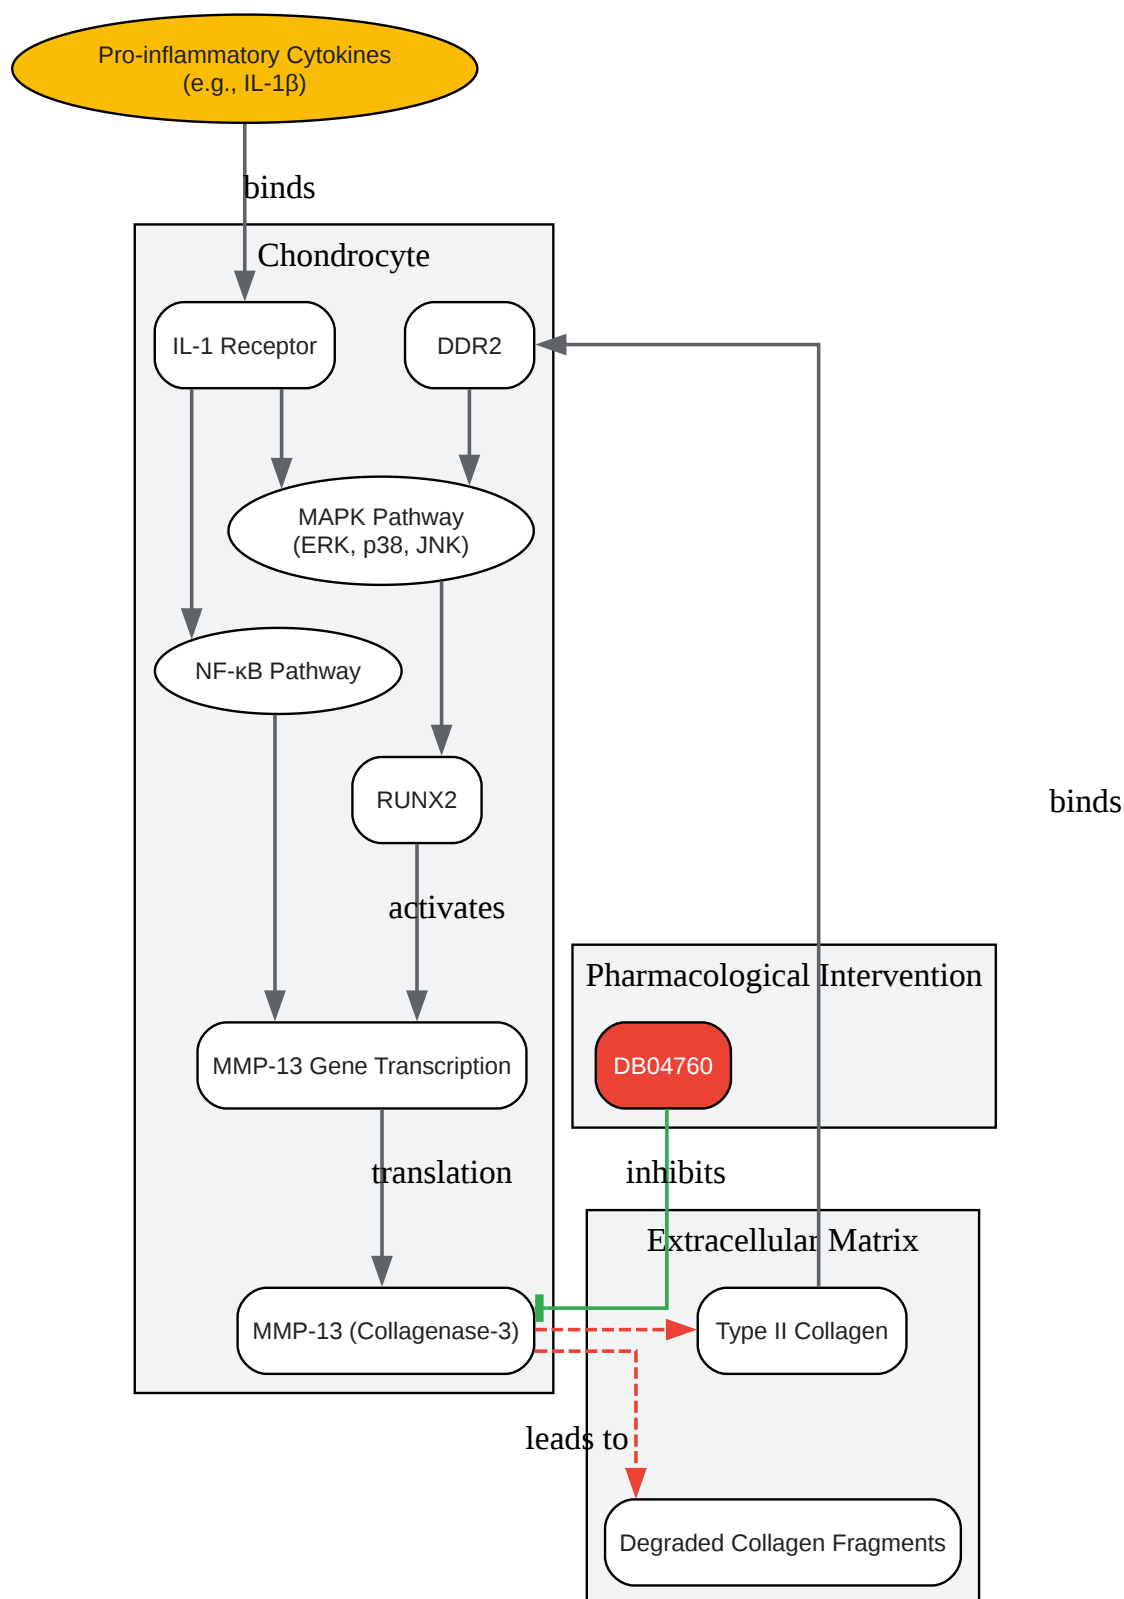 Pro-inflammatory Cytokines
(e.g., IL-1β)
binds
Chondrocyte
IL-1 Receptor
DDR2
MAPK Pathway
(ERK, p38, JNK)
NF-κB Pathway
RUNX2
binds
activates
Pharmacological Intervention
MMP-13 Gene Transcription
DB04760
translation
inhibits
Extracellular Matrix
MMP-13 (Collagenase-3)
Type II Collagen
leads to
Degraded Collagen Fragments